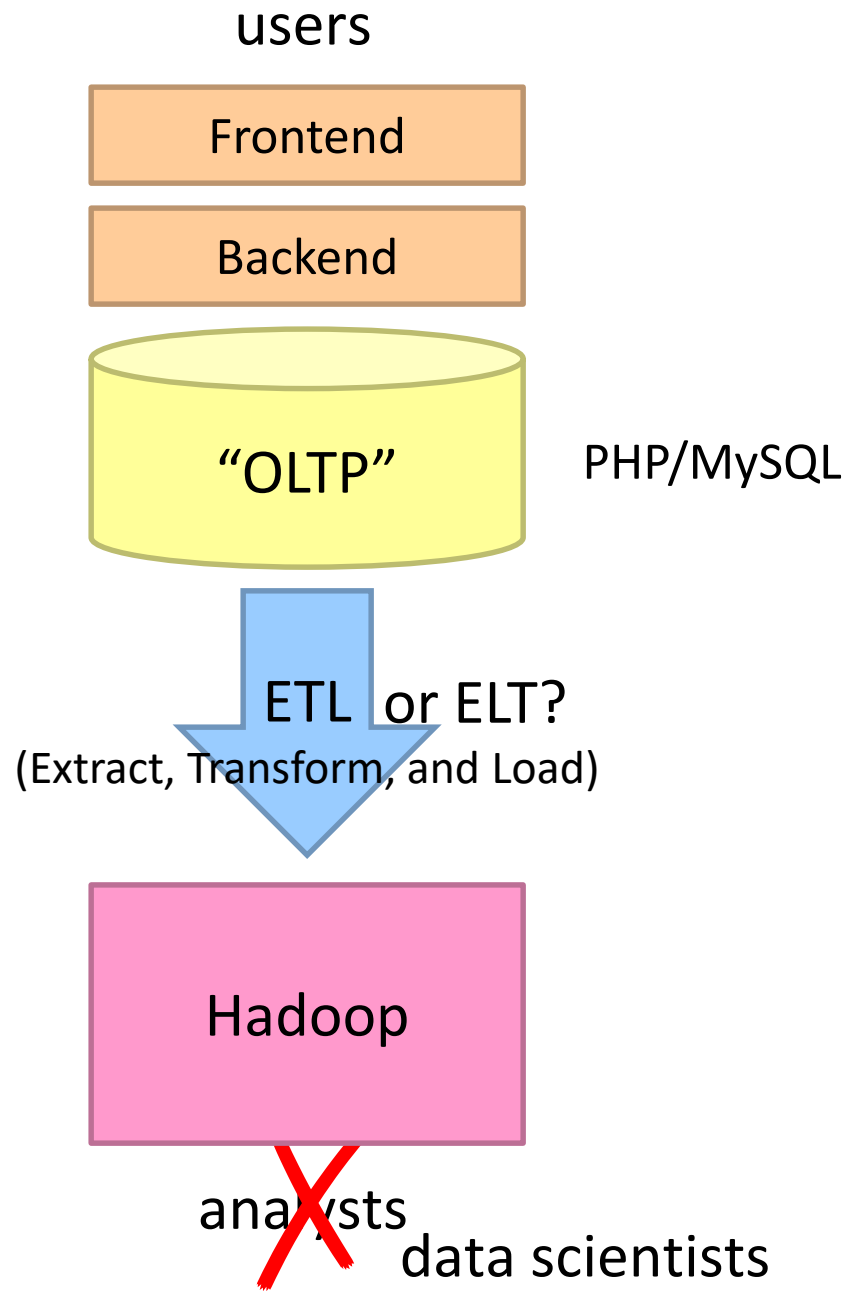 users
Frontend
Backend
“OLTP”
PHP/MySQL
ETL or ELT?
(Extract, Transform, and Load)
Hadoop
analysts
data scientists